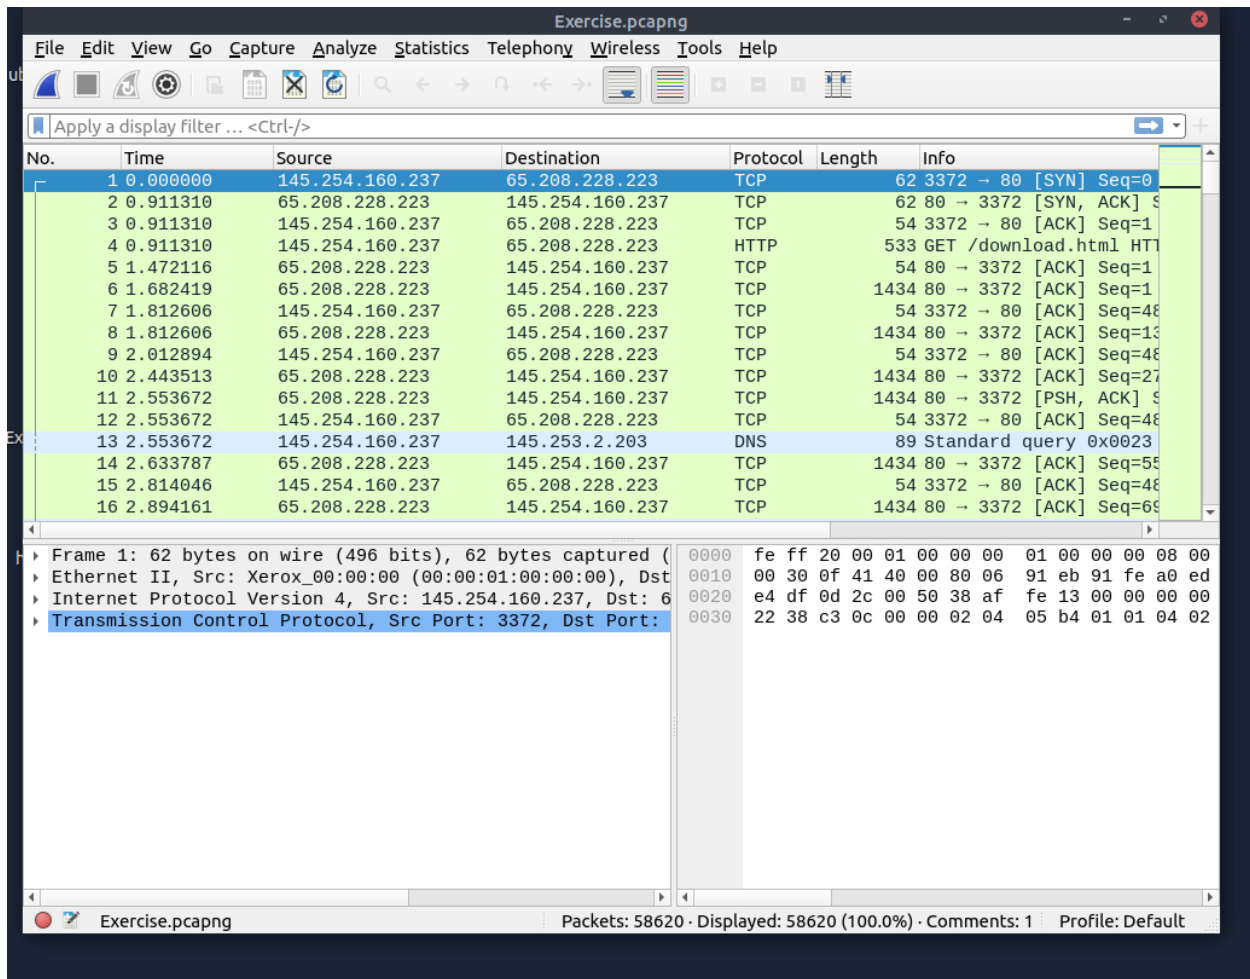 Exercise.pcapng
File Edit View Go Capture Analyze Statistics Telephony Wireless Tools Help
Apply a display filter … <Ctrl-/>
No. Time Source Destination Protocol Length Info
1 0.000000 145.254.160.237 65.208.228.223 TCP 62 3372 → 80 [SYN] Seq=0
2 0.911310 65.208.228.223 145.254.160.237 TCP 62 80 → 3372 [SYN, ACK] S
3 0.911310 145.254.160.237 65.208.228.223 TCP 54 3372 → 80 [ACK] Seq=1
4 0.911310 145.254.160.237 65.208.228.223 HTTP 533 GET /download.html HTT
5 1.472116 65.208.228.223 145.254.160.237 TCP 54 80 → 3372 [ACK] Seq=1
6 1.682419 65.208.228.223 145.254.160.237 TCP 1434 80 → 3372 [ACK] Seq=1
7 1.812606 145.254.160.237 65.208.228.223 TCP 54 3372 → 80 [ACK] Seq=48
8 1.812606 65.208.228.223 145.254.160.237 TCP 1434 80 → 3372 [ACK] Seq=13
9 2.012894 145.254.160.237 65.208.228.223 TCP 54 3372 → 80 [ACK] Seq=48
10 2.443513 65.208.228.223 145.254.160.237 TCP 1434 80 → 3372 [ACK] Seq=27
11 2.553672 65.208.228.223 145.254.160.237 TCP 1434 80 → 3372 [PSH, ACK] S
12 2.553672 145.254.160.237 65.208.228.223 TCP 54 3372 → 80 [ACK] Seq=48
13 2.553672 145.254.160.237 145.253.2.203 DNS 89 Standard query 0x0023
14 2.633787 65.208.228.223 145.254.160.237 TCP 1434 80 → 3372 [ACK] Seq=55
15 2.814046 145.254.160.237 65.208.228.223 TCP 54 3372 → 80 [ACK] Seq=48
16 2.894161 65.208.228.223 145.254.160.237 TCP 1434 80 → 3372 [ACK] Seq=69
Frame 1: 62 bytes on wire (496 bits), 62 bytes captured (
Ethernet II, Src: Xerox_00:00:00 (00:00:01:00:00:00), Dst
Internet Protocol Version 4, Src: 145.254.160.237, Dst: 6
Transmission Control Protocol, Src Port: 3372, Dst Port:
0000 fe ff 20 00 01 00 00 00 01 00 00 00 08 00
0010 00 30 0f 41 40 00 80 06 91 eb 91 fe a0 ed
0020 e4 df 0d 2c 00 50 38 af fe 13 00 00 00 00
0030 22 38 c3 0c 00 00 02 04 05 b4 01 01 04 02
Exercise.pcapng Packets: 58620 · Displayed: 58620 (100.0%) · Comments: 1 Profile: Default